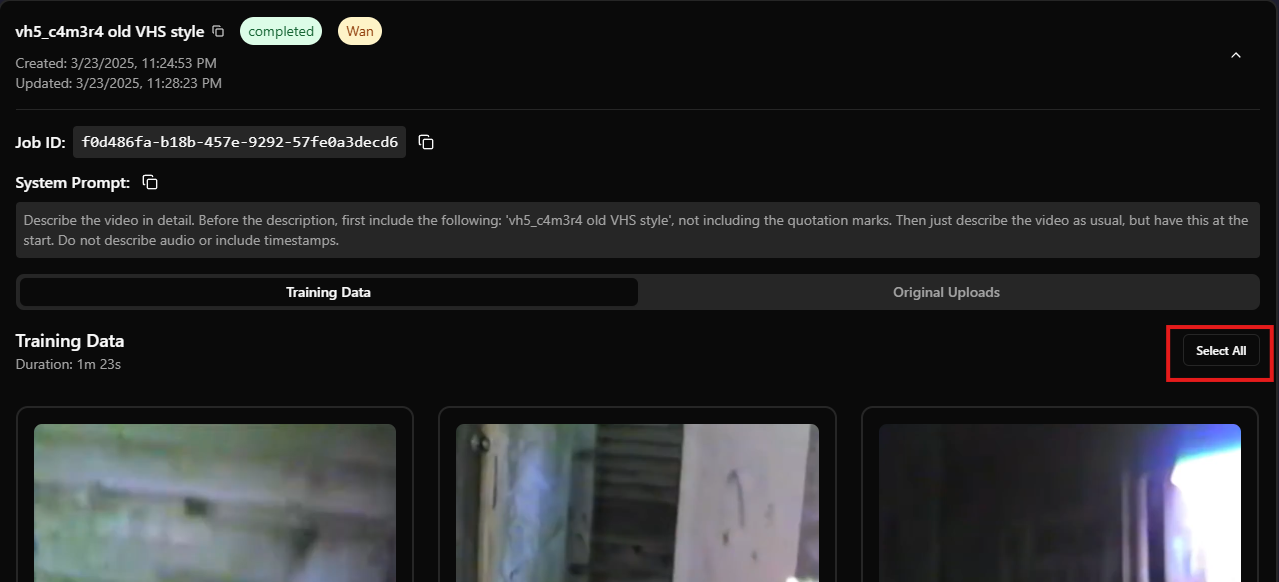 vh5_c4m3r4 old VHS style completed Wan
Created: 3/23/2025, 11:24:53 PM
Updated: 3/23/2025, 11:28:23 PM
Job ID: f0d486fa-b18b-457e-9292-57fe0a3decd6
System Prompt:
Describe the video in detail. Before the description, first include the following: 'vh5_c4m3r4 old VHS style', not including the quotation marks. Then just describe the video as usual, but have this at the
start. Do not describe audio or include timestamps.
Training Data Original Uploads
Training Data
Duration: 1m 23s
Select All